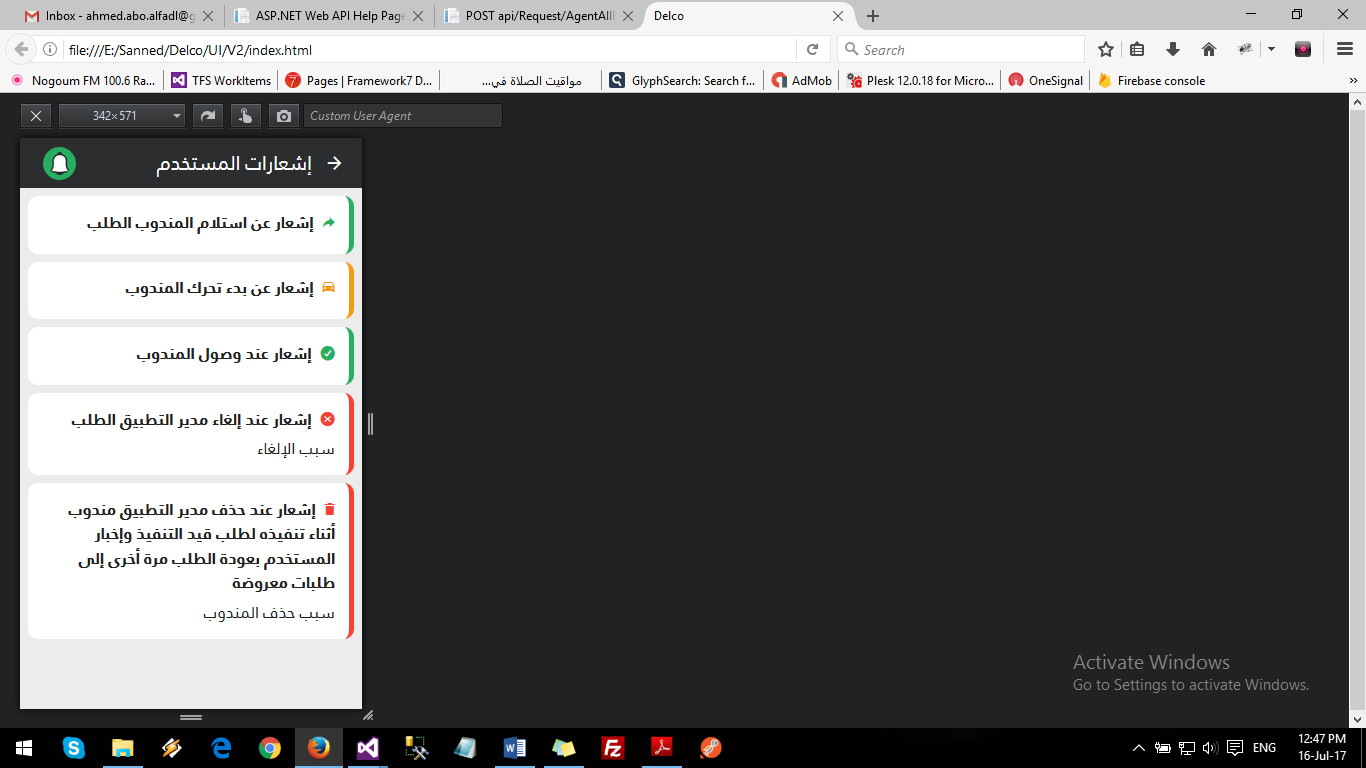 Inbox - ahmed.abo.alfadl@g
ASP.NET Web API Help Page
POST api/Request/AgentAllR
Delco
file:///E:/Sanned/Delco/UI/V2/index.html
Search
Nogoum FM 100.6 Ra...
TFS WorkItems
Pages | Framework7 D...
مواقيت الصلاة في...
GlyphSearch: Search f...
AdMob
Plesk 12.0.18 for Micro...
OneSignal
Firebase console
342×571
Custom User Agent
إشعارات المستخدم
إشعار عن استلام المندوب الطلب
إشعار عن بدء تحرك المندوب
إشعار عند وصول المندوب
إشعار عند إلغاء مدير التطبيق الطلب
سبب الإلغاء
إشعار عند حذف مدير التطبيق مندوب
أثناء تنفيذه لطلب قيد التنفيذ وإخبار
المستخدم بعودة الطلب مرة أخرى إلى
طلبات معروضة
سبب حذف المندوب
Activate Windows
Go to Settings to activate Windows.
ENG
12:47 PM
16-Jul-17